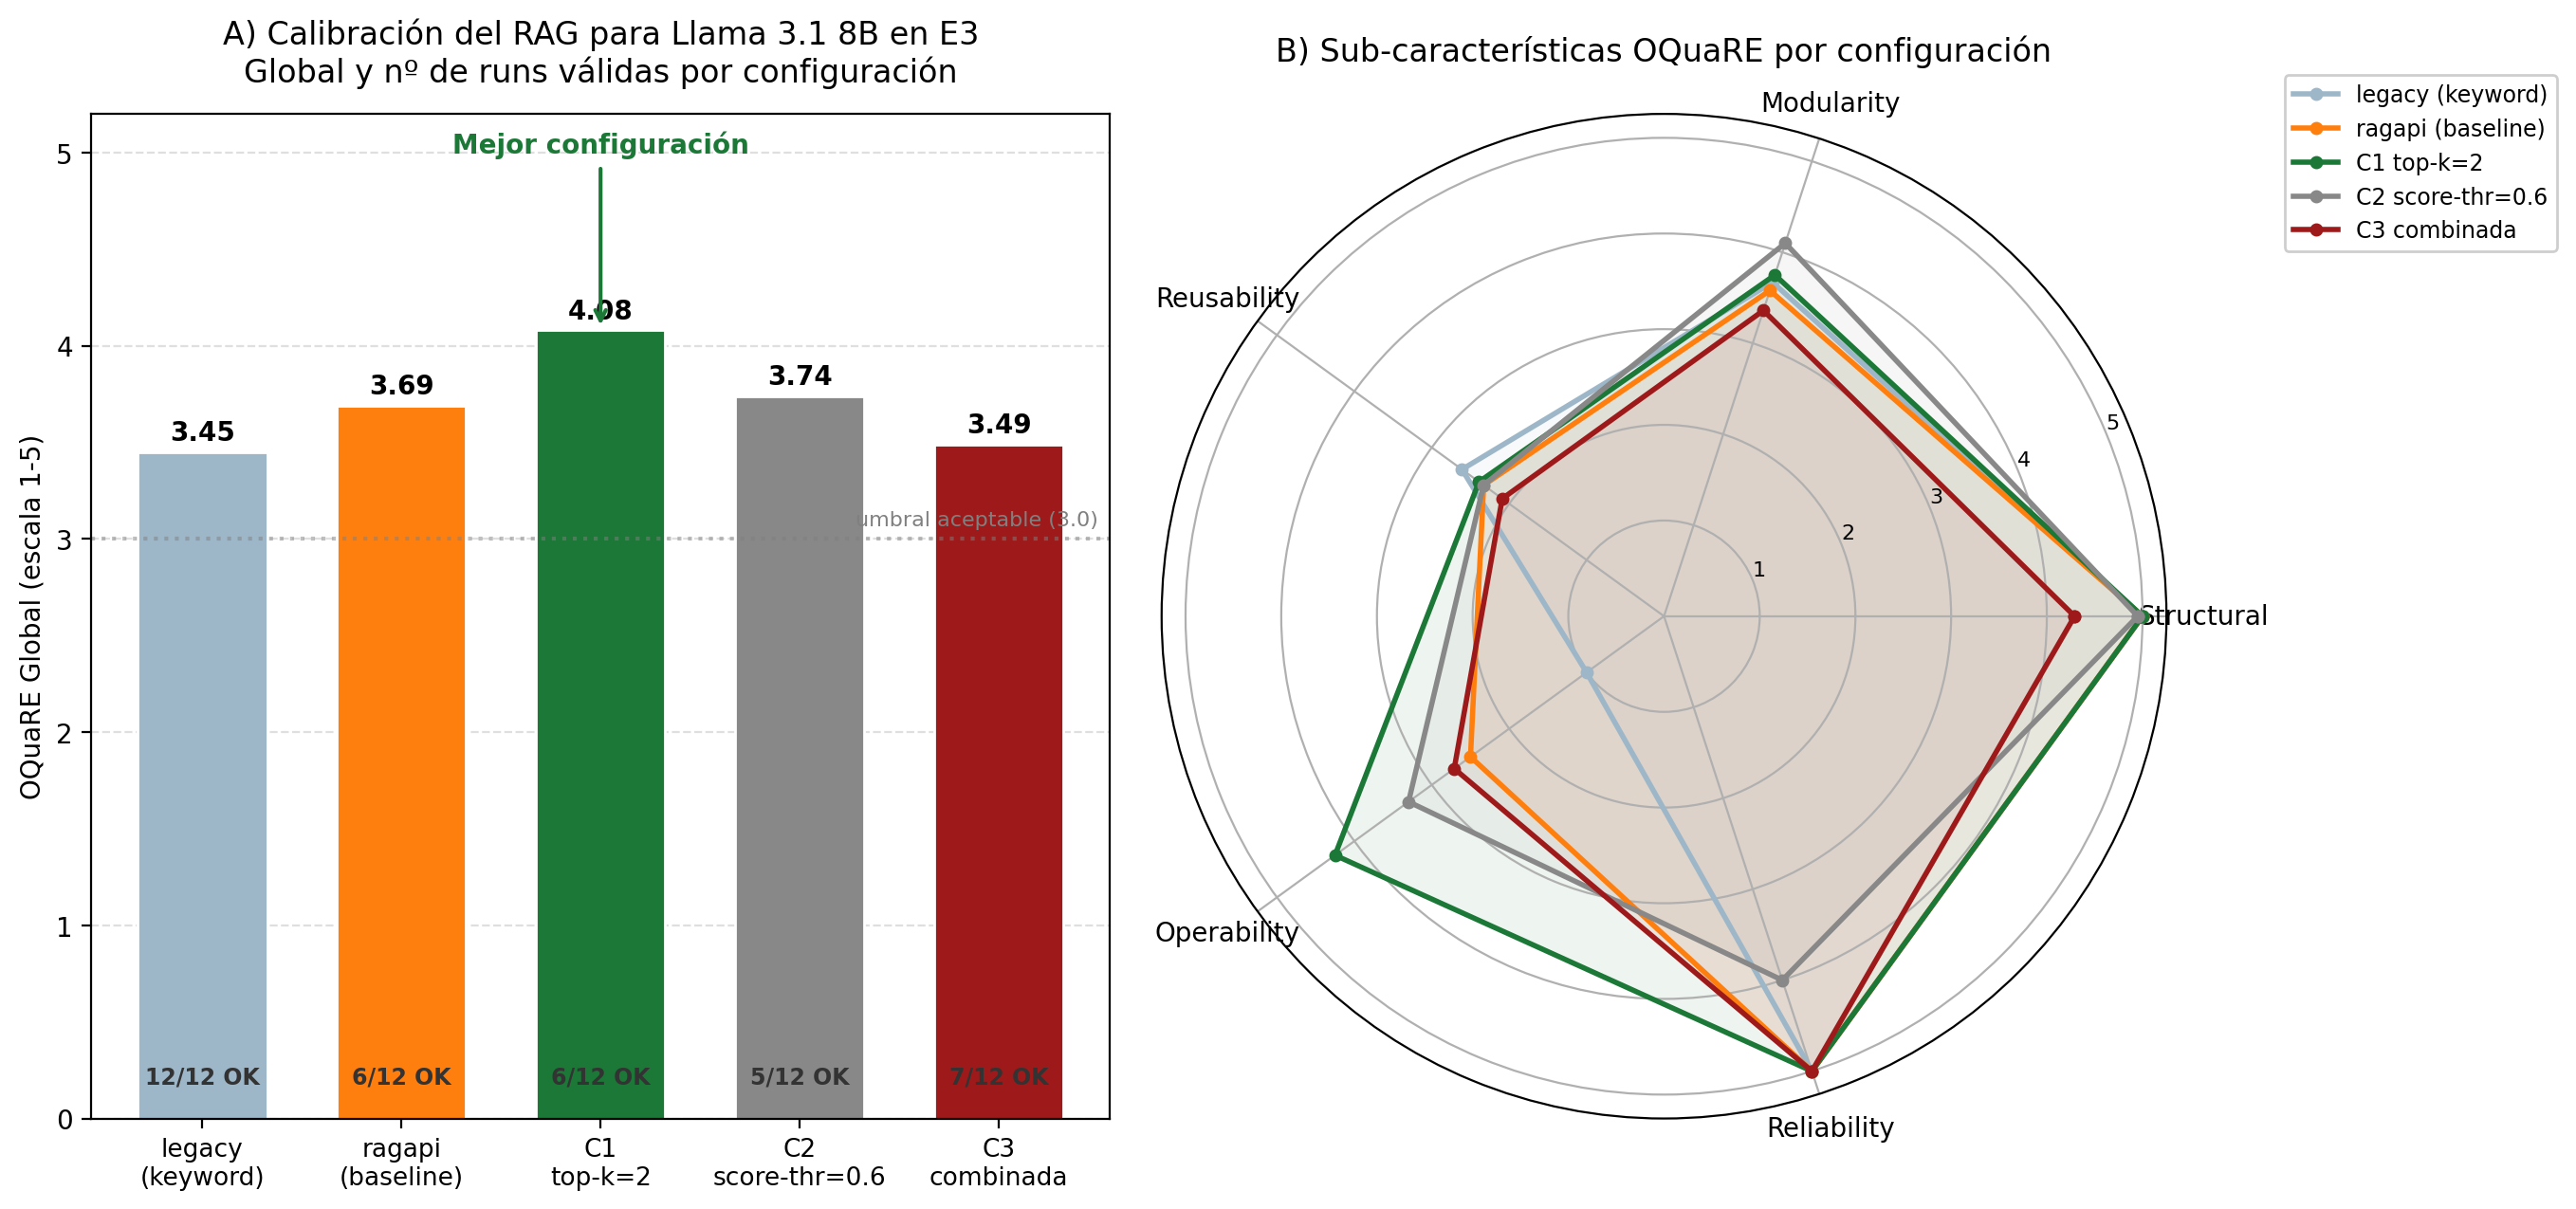 A) Calibración del RAG para Llama 3.1 8B en E3
Global y nº de runs válidas por configuración
OQuaRE Global (escala 1-5)
5
4
3
2
1
0
Mejor configuración
3.45
3.69
4.08
3.74
3.49
umbral aceptable (3.0)
12/12 OK
6/12 OK
6/12 OK
5/12 OK
7/12 OK
legacy
(keyword)
ragapi
(baseline)
C1
top-k=2
C2
score-thr=0.6
C3
combinada
B) Sub-características OQuaRE por configuración
Modularity
Reusability
Structural
Operability
Reliability
5
4
3
2
1
legacy (keyword)
ragapi (baseline)
C1 top-k=2
C2 score-thr=0.6
C3 combinada